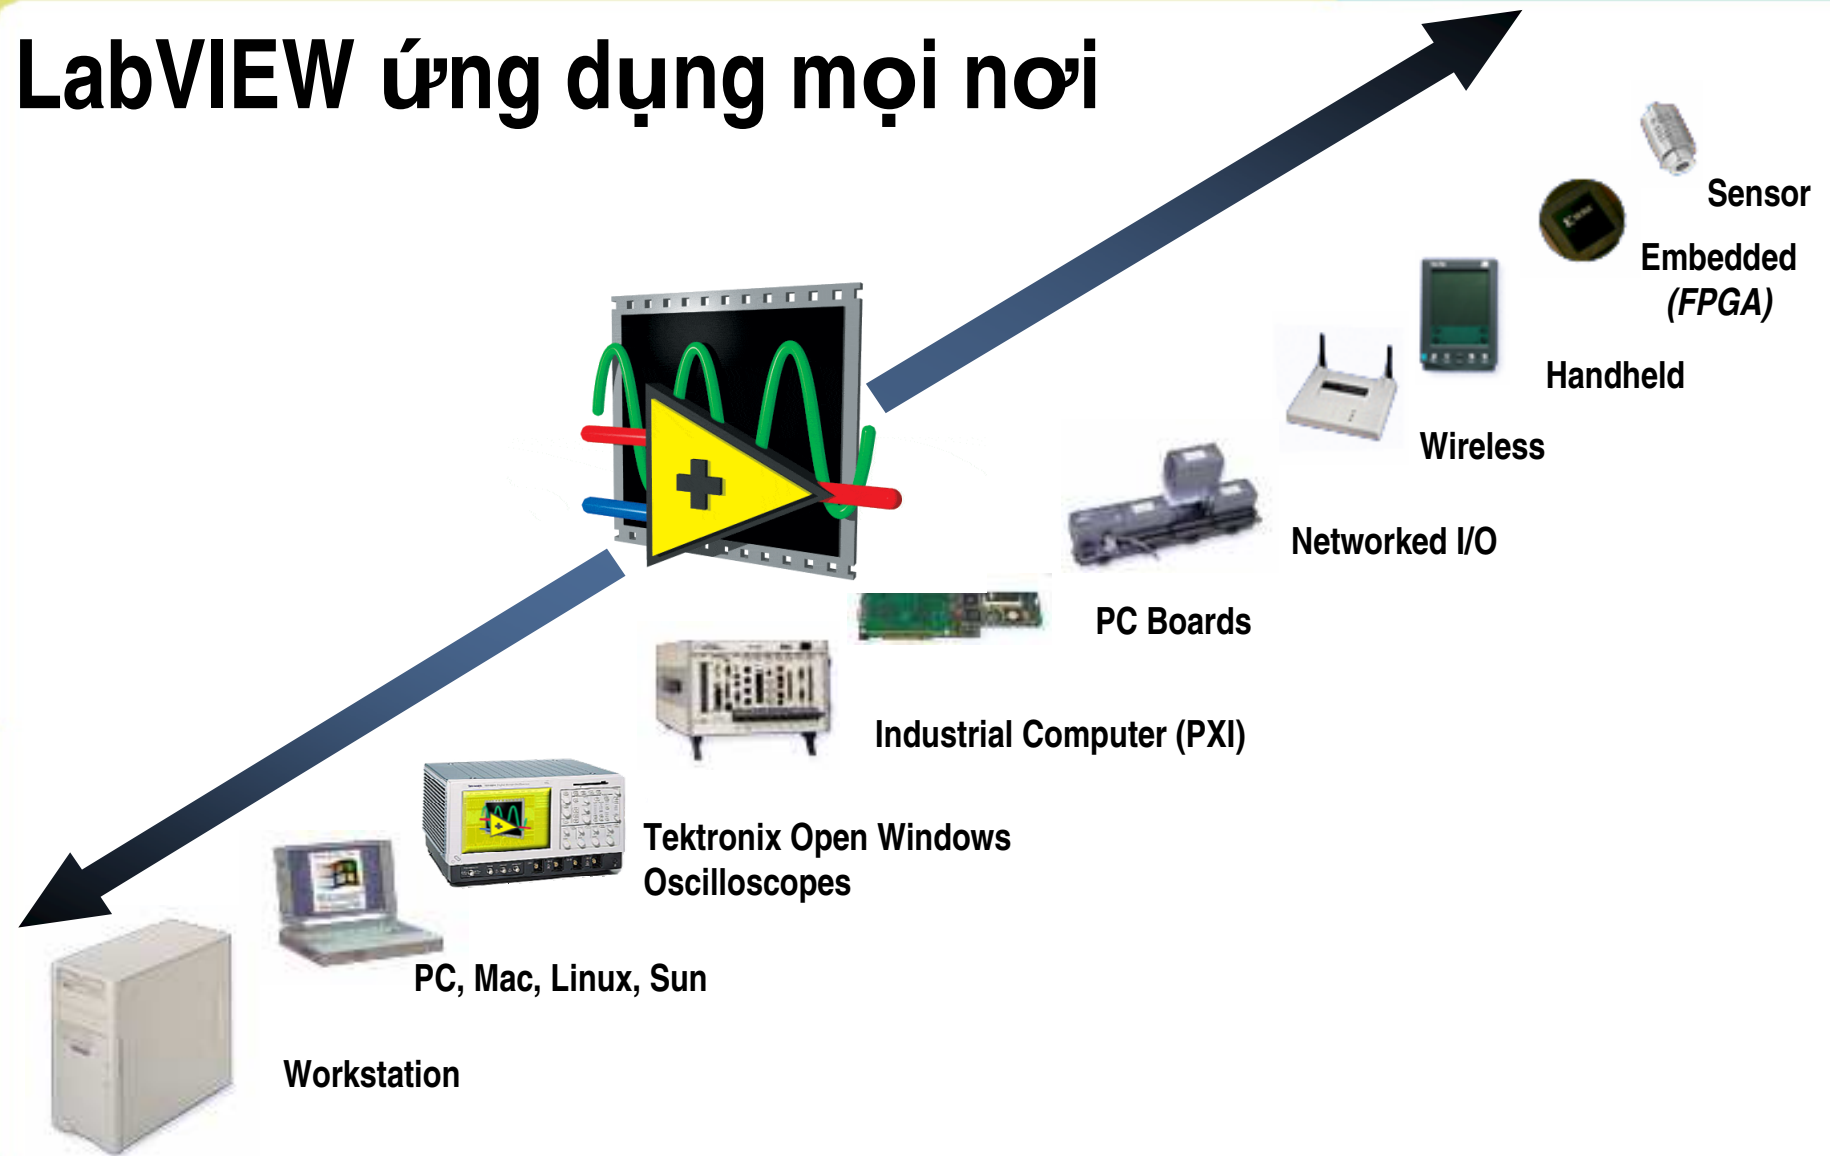 LabVIEW ứng dụng mọi nơi
Sensor
Embedded
(FPGA)
Handheld
Wireless
Networked I/O
PC Boards
Industrial Computer (PXI)
Tektronix Open Windows
Oscilloscopes
PC, Mac, Linux, Sun
Workstation